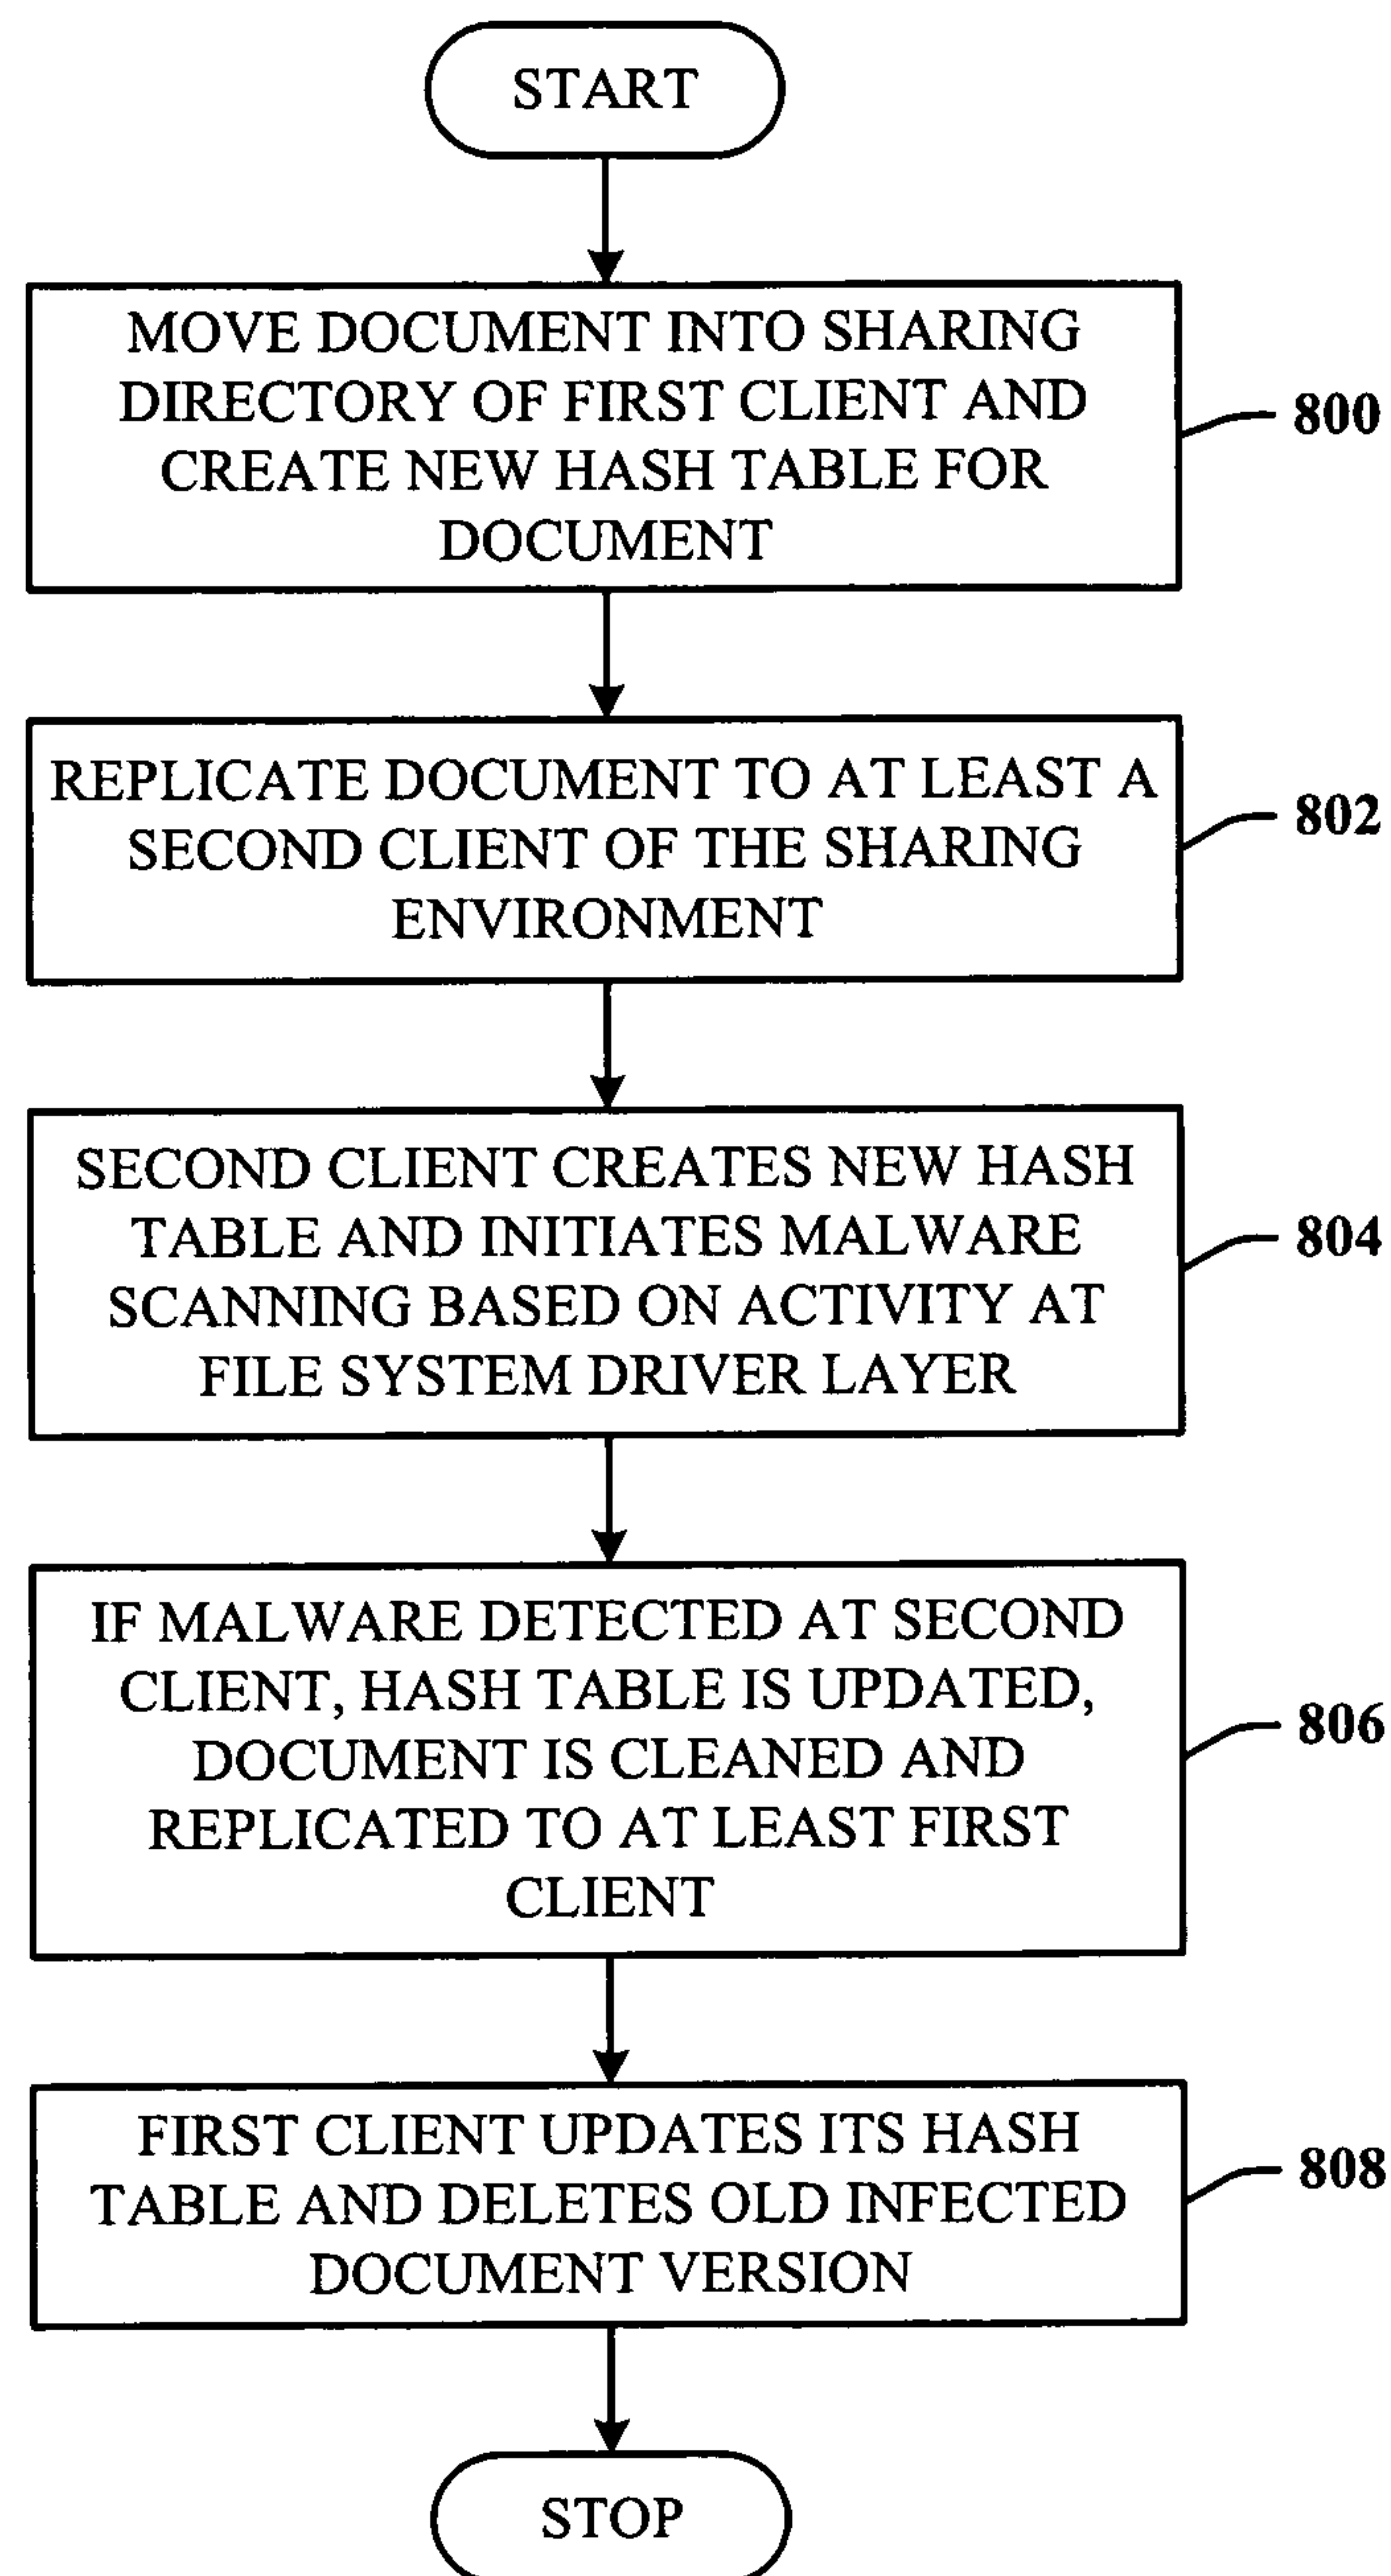 START
MOVE DOCUMENT INTO SHARING
DIRECTORY OF FIRST CLIENT AND
CREATE NEW HASH TABLE FOR
DOCUMENT
800
REPLICATE DOCUMENT TO AT LEAST A
SECOND CLIENT OF THE SHARING
ENVIRONMENT
802
SECOND CLIENT CREATES NEW HASH
TABLE AND INITIATES MALWARE
SCANNING BASED ON ACTIVITY AT
FILE SYSTEM DRIVER LAYER
804
IF MALWARE DETECTED AT SECOND
CLIENT, HASH TABLE IS UPDATED,
DOCUMENT IS CLEANED AND
REPLICATED TO AT LEAST FIRST
CLIENT
806
FIRST CLIENT UPDATES ITS HASH
TABLE AND DELETES OLD INFECTED
DOCUMENT VERSION
808
STOP